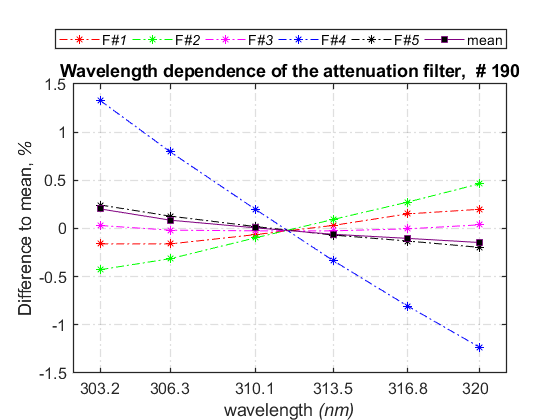 F#1 F#2 F#3 F#4 F#5 mean
Wavelength dependence of the attenuation filter, # 190
1.5
1
0.5
0
-0.5
-1
-1.5
Difference to mean, %
303.2 306.3 310.1 313.5 316.8 320
wavelength (nm)